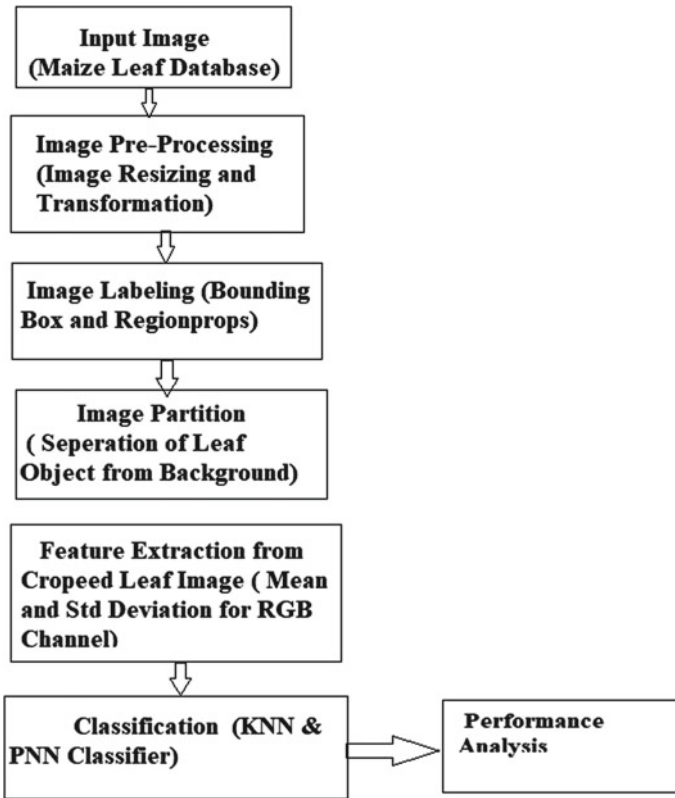 Input Image
(Maize Leaf Database)
Image Pre-Processing
(Image Resizing and
Transformation)
Image Labeling (Bounding
Box and Regionprops)
Image Partition
( Seperation of Leaf
Object from Background)
Feature Extraction from
Cropeed Leaf Image ( Mean
and Std Deviation for RGB
Channel)
Classification (KNN &
PNN Classifier)
Performance
Analysis